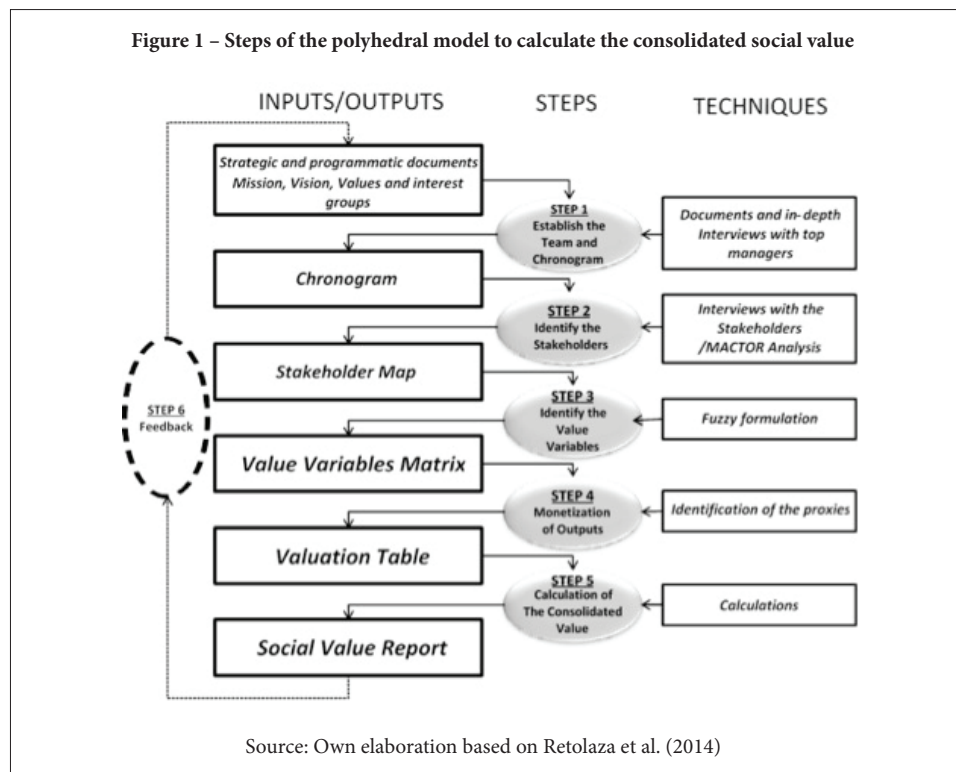 Figure 1 – Steps of the polyhedral model to calculate the consolidated social value
INPUTS/OUTPUTS
STEPS
TECHNIQUES
Strategic and programmatic documents
Mission, Vision, Values and interest
groups
STEP 1
Establish the
Team and
Chronogram
Documents and in-depth
Interviews with top
managers
Chronogram
STEP 2
Identify the
Stakeholders
Interviews with the
Stakeholders
/MACTOR Analysis
Stakeholder Map
STEP 3
Identify the
Value
Variables
Fuzzy formulation
STEP 6
Feedback
Value Variables Matrix
STEP 4
Monetization
of Outputs
Identification of the proxies
Valuation Table
STEP 5
Calculation of
The Consolidated
Value
Calculations
Social Value Report
Source: Own elaboration based on Retolaza et al. (2014)